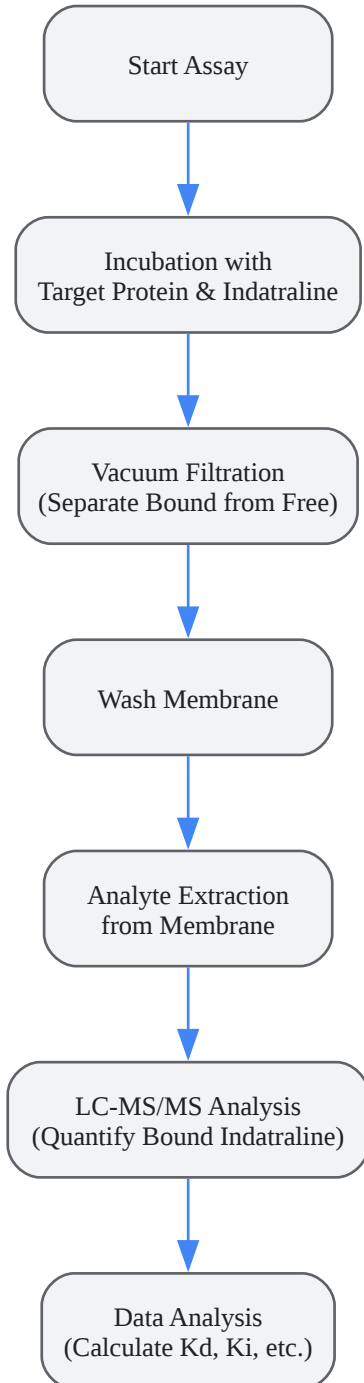 Start Assay
Incubation with
Target Protein & Indatraline
Vacuum Filtration
(Separate Bound from Free)
Wash Membrane
Analyte Extraction
from Membrane
LC-MS/MS Analysis
(Quantify Bound Indatraline)
Data Analysis
(Calculate Kd, Ki, etc.)